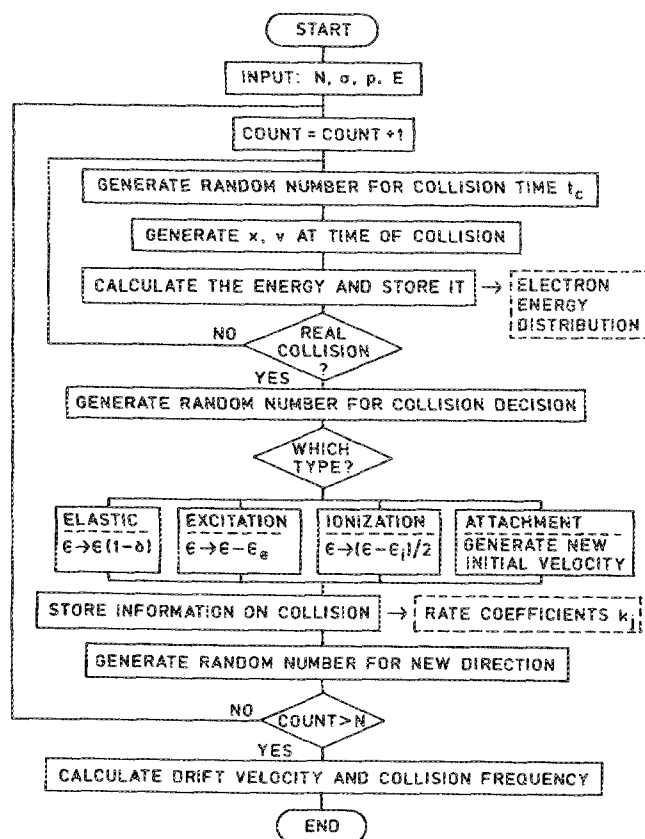 START
INPUT: N, σ, p. E
COUNT = COUNT +1
GENERATE RANDOM NUMBER FOR COLLISION TIME t_c
GENERATE x, v AT TIME OF COLLISION
CALCULATE THE ENERGY AND STORE IT → ELECTRON
ENERGY
DISTRIBUTION
NO
REAL
COLLISION
?
YES
GENERATE RANDOM NUMBER FOR COLLISION DECISION
WHICH
TYPE?
ELASTIC
ϵ→ϵ(1-δ)
EXCITATION
ϵ→ϵ-ϵ_e
IONIZATION
ϵ→(ϵ-ϵ_i)/2
ATTACHMENT
GENERATE NEW
INITIAL VELOCITY
STORE INFORMATION ON COLLISION → RATE COEFFICIENTS k_j
GENERATE RANDOM NUMBER FOR NEW DIRECTION
NO
COUNT>N
YES
CALCULATE DRIFT VELOCITY AND COLLISION FREQUENCY
END